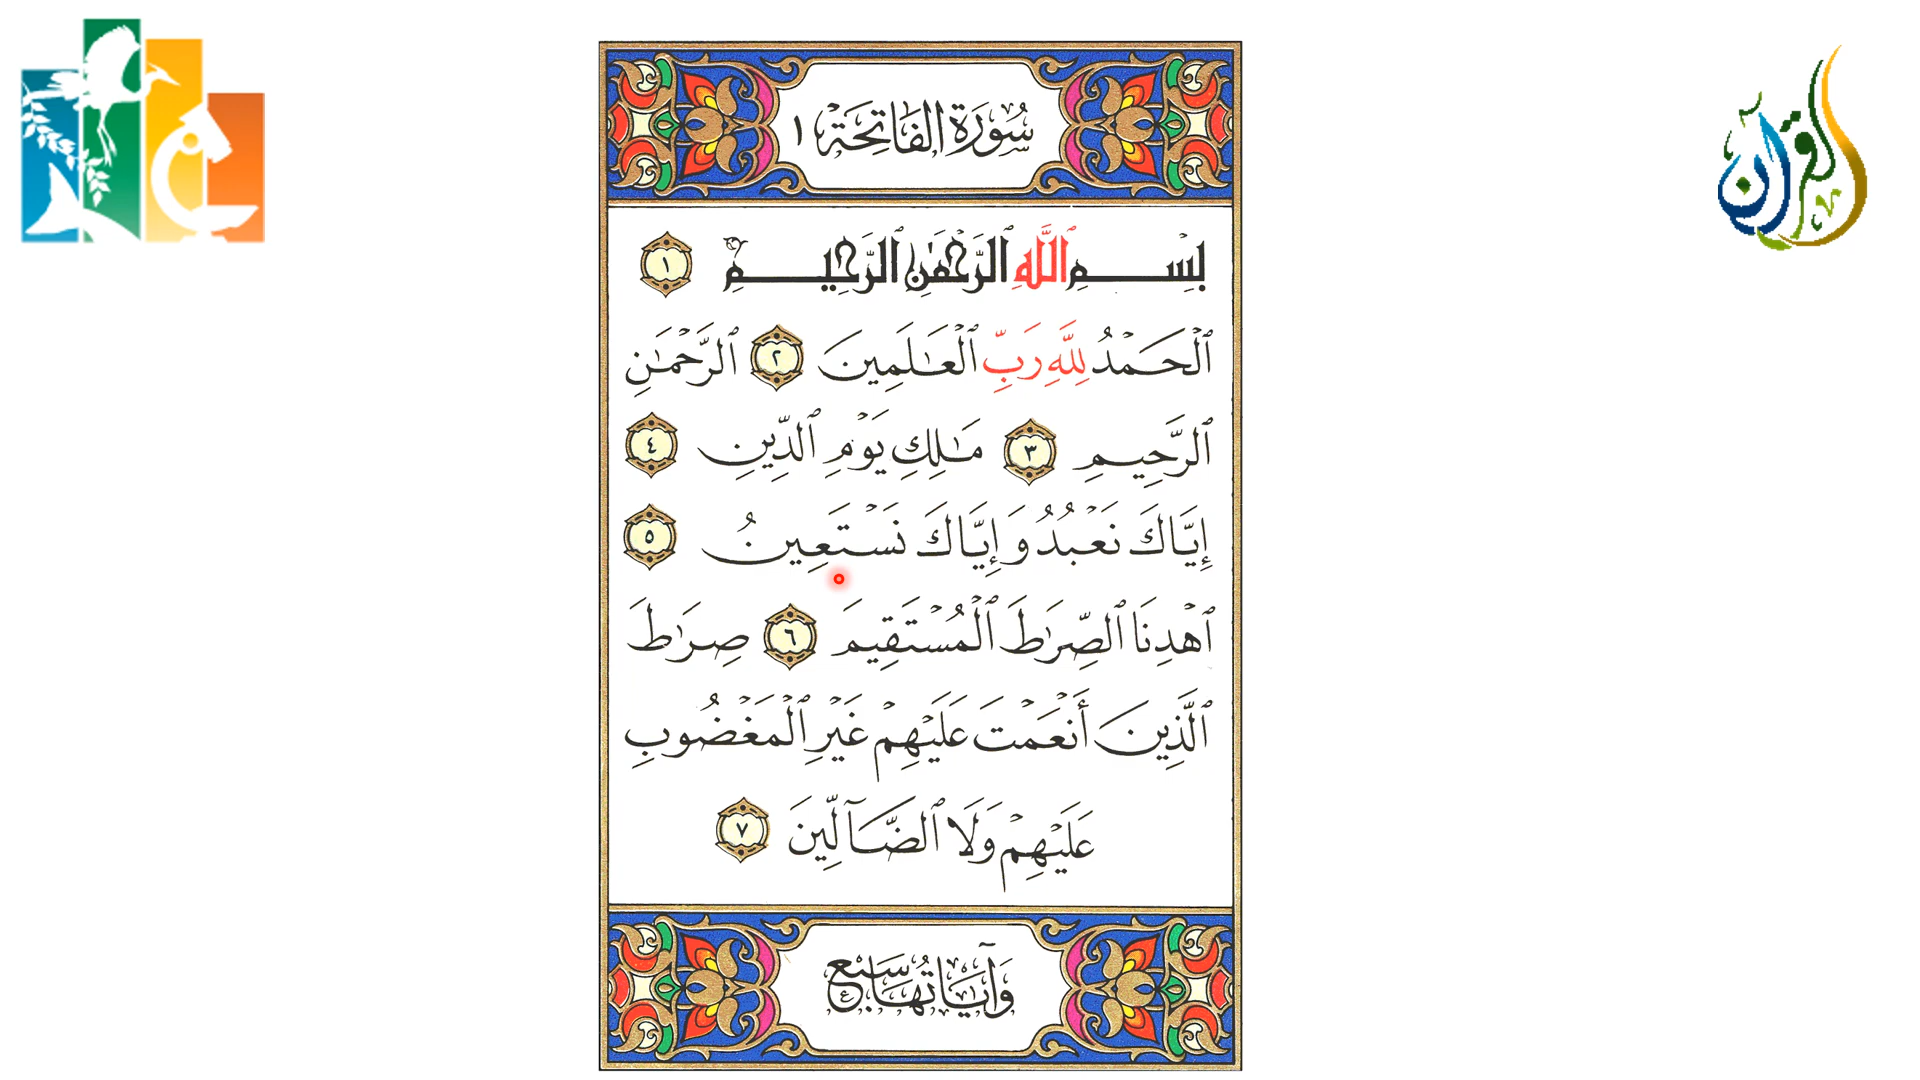 سُورَةُ الفَاتِحَة ١
بِسْمِ ٱللَّهِ ٱلرَّحْمَٰنِ ٱلرَّحِيمِ ١
ٱلْحَمْدُ لِلَّهِ رَبِّ ٱلْعَٰلَمِينَ ٢ ٱلرَّحْمَٰنِ
ٱلرَّحِيمِ ٣ مَٰلِكِ يَوْمِ ٱلدِّينِ ٤
إِيَّاكَ نَعْبُدُ وَإِيَّاكَ نَسْتَعِينُ ٥
ٱهْدِنَا ٱلصِّرَٰطَ ٱلْمُسْتَقِيمَ ٦ صِرَٰطَ
ٱلَّذِينَ أَنْعَمْتَ عَلَيْهِمْ غَيْرِ ٱلْمَغْضُوبِ
عَلَيْهِمْ وَلَا ٱلضَّآلِّينَ ٧
وَآيَاتُهَا سَبْع
القرآن